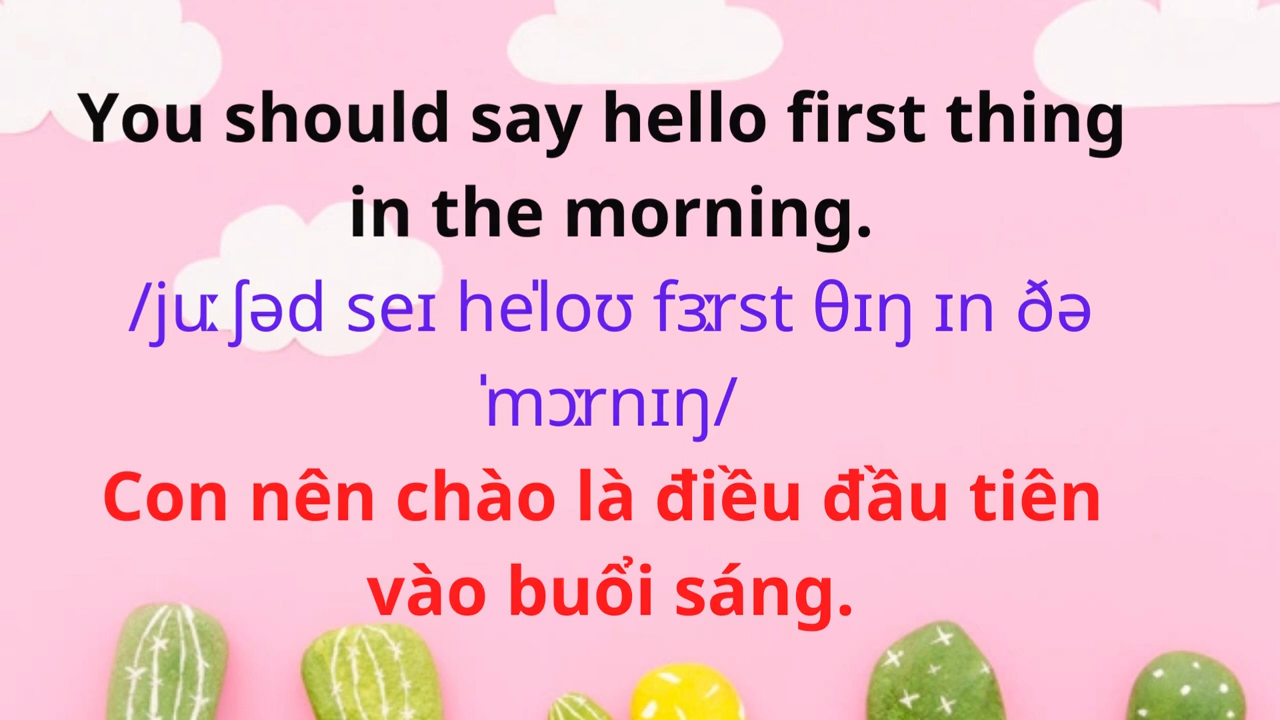 You should say hello first thing
in the morning.
/juː ʃəd seɪ heˈloʊ fɜːrst θɪŋ ɪn ðə
ˈmɔːrnɪŋ/
Con nên chào là điều đầu tiên
vào buổi sáng.